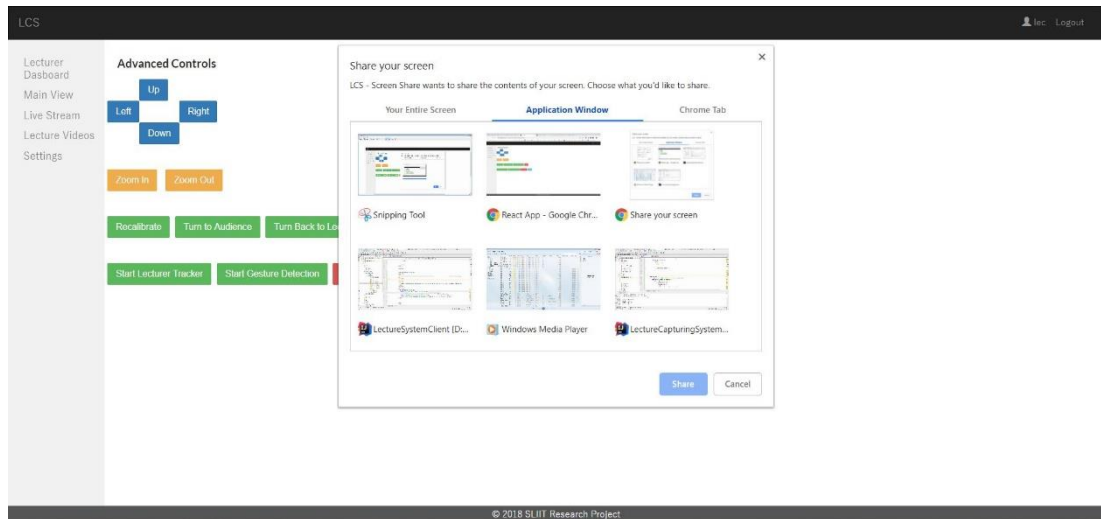 LCS
lec Logout
Lecturer
Dasboard
Main View
Live Stream
Lecture Videos
Settings
Advanced Controls
Up
Left Right
Down
Zoom In Zoom Out
Recalibrate Turn to Audience Turn Back to
Start Lecturer Tracker Start Gesture Detection
Share your screen
LCS - Screen Share wants to share the contents of your screen. Choose what you'd like to share.
Your Entire Screen Application Window Chrome Tab
Snipping Tool React App - Google Chr... Share your screen
LectureSystemClient [D:... Windows Media Player LectureCapturingSystem...
Share Cancel
© 2018 SLIIT Research Project